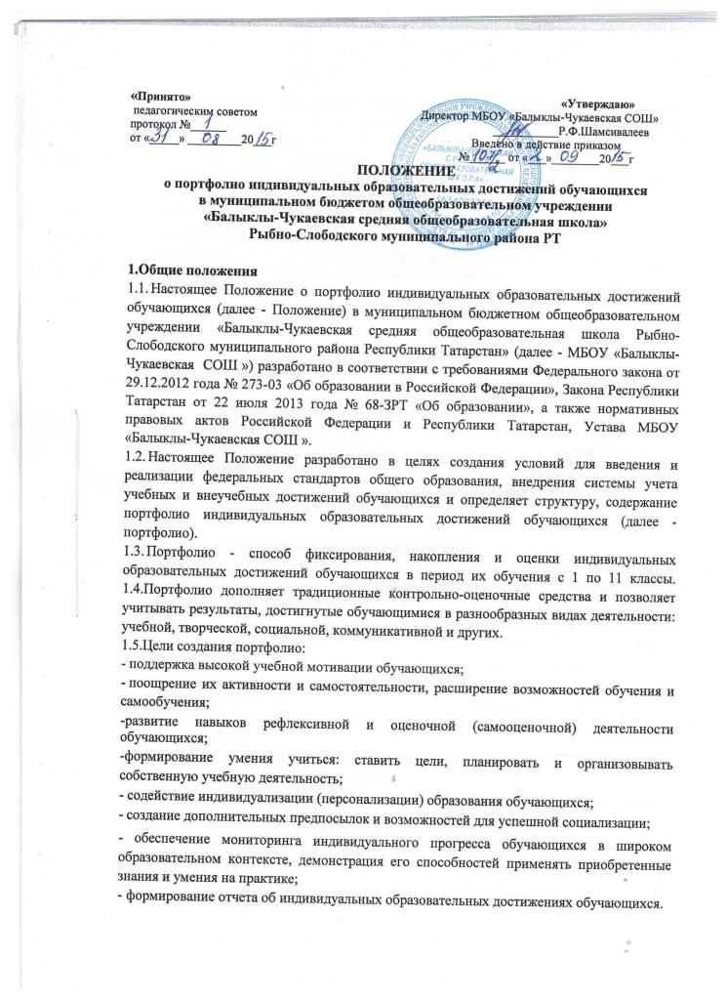 «Принято»
педагогическим советом
протокол № 1
от «31» 08 2015г
«Утверждаю»
Директор МБОУ «Балыклы-Чукаевская СОШ»
Р.Ф.Шамсивалеев
Введено в действие приказом
№ от «2» 09 2015г
ПОЛОЖЕНИЕ
о портфолио индивидуальных образовательных достижений обучающихся
в муниципальном бюджетом общеобразовательном учреждении
«Балыклы-Чукаевская средняя общеобразовательная школа»
Рыбно-Слободского муниципального района РТ
1.Общие положения
1.1. Настоящее Положение о портфолио индивидуальных образовательных достижений
обучающихся (далее - Положение) в муниципальном бюджетном общеобразовательном
учреждении «Балыклы-Чукаевская средняя общеобразовательная школа Рыбно-
Слободского муниципального района Республики Татарстан» (далее - МБОУ «Балыклы-
Чукаевская СОШ ») разработано в соответствии с требованиями Федерального закона от
29.12.2012 года № 273-03 «Об образовании в Российской Федерации», Закона Республики
Татарстан от 22 июля 2013 года № 68-ЗРТ «Об образовании», а также нормативных
правовых актов Российской Федерации и Республики Татарстан, Устава МБОУ
«Балыклы-Чукаевская СОШ ».
1.2. Настоящее Положение разработано в целях создания условий для введения и
реализации федеральных стандартов общего образования, внедрения системы учета
учебных и внеучебных достижений обучающихся и определяет структуру, содержание
портфолио индивидуальных образовательных достижений обучающихся (далее -
портфолио).
1.3. Портфолио - способ фиксирования, накопления и оценки индивидуальных
образовательных достижений обучающихся в период их обучения с 1 по 11 классы.
1.4.Портфолио дополняет традиционные контрольно-оценочные средства и позволяет
учитывать результаты, достигнутые обучающимися в разнообразных видах деятельности:
учебной, творческой, социальной, коммуникативной и других.
1.5.Цели создания портфолио:
- поддержка высокой учебной мотивации обучающихся;
- поощрение их активности и самостоятельности, расширение возможностей обучения и
самообучения;
-развитие навыков рефлексивной и оценочной (самооценочной) деятельности
обучающихся;
-формирование умения учиться: ставить цели, планировать и организовывать
собственную учебную деятельность;
- содействие индивидуализации (персонализации) образования обучающихся;
- создание дополнительных предпосылок и возможностей для успешной социализации;
- обеспечение мониторинга индивидуального прогресса обучающихся в широком
образовательном контексте, демонстрация его способностей применять приобретенные
знания и умения на практике;
- формирование отчета об индивидуальных образовательных достижениях обучающихся.